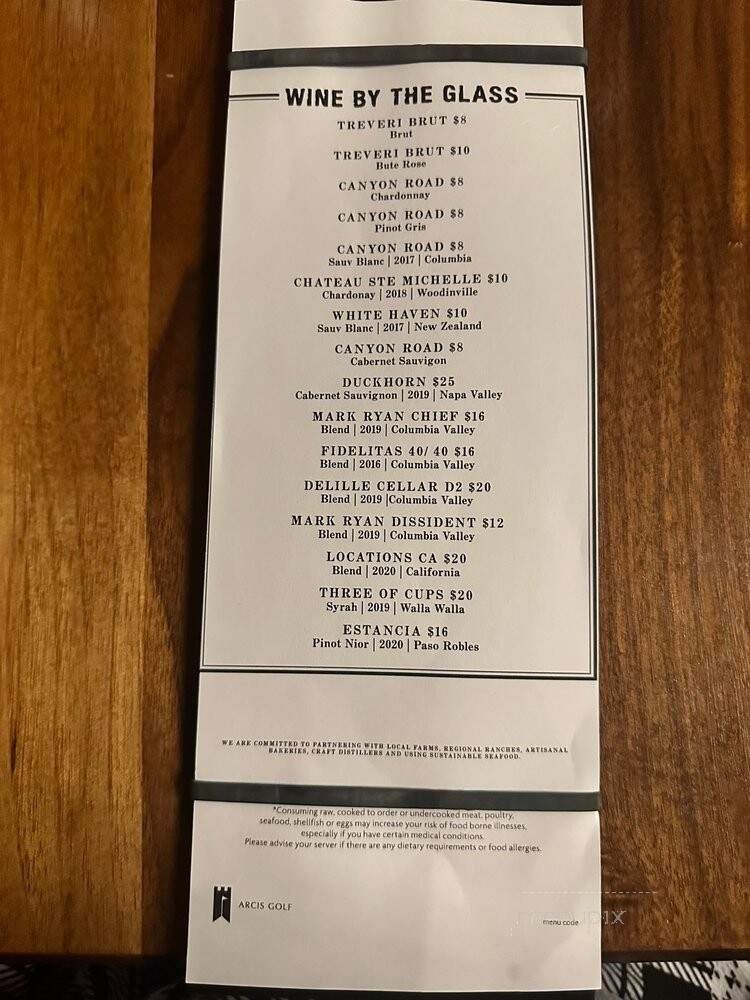 WINE BY THE GLASS
TREVERI BRUT $8
Brut
TREVERI BRUT $10
Bute Rose
CANYON ROAD $8
Chardonnay
CANYON ROAD $8
Pinot Gris
CANYON ROAD $8
Sauv Blanc | 2017 | Columbia
CHATEAU STE MICHELLE $10
Chardonay | 2018 | Woodinville
WHITE HAVEN $10
Sauv Blanc | 2017 | New Zealand
CANYON ROAD $8
Cabernet Sauvigon
DUCKHORN $25
Cabernet Sauvignon | 2019 | Napa Valley
MARK RYAN CHIEF $16
Blend | 2019 | Columbia Valley
FIDELITAS 40/ 40 $16
Blend | 2016 | Columbia Valley
DELILLE CELLAR D2 $20
Blend | 2019 |Columbia Valley
MARK RYAN DISSIDENT $12
Blend | 2019 | Columbia Valley
LOCATIONS CA $20
Blend | 2020 | California
THREE OF CUPS $20
Syrah | 2019 | Walla Walla
ESTANCIA $16
Pinot Nior | 2020 | Paso Robles
WE ARE COMMITTED TO PARTNERING WITH LOCAL FARMS, REGIONAL RANCHES, ARTISANAL
BAKERIES, CRAFT DISTILLERS AND USING SUSTAINABLE SEAFOOD.
*Consuming raw, cooked to order or undercooked meat, poultry,
seafood, shellfish or eggs may increase your risk of food borne illnesses,
especially if you have certain medical conditions.
Please advise your server if there are any dietary requirements or food allergies.
ARCIS GOLF
menu code